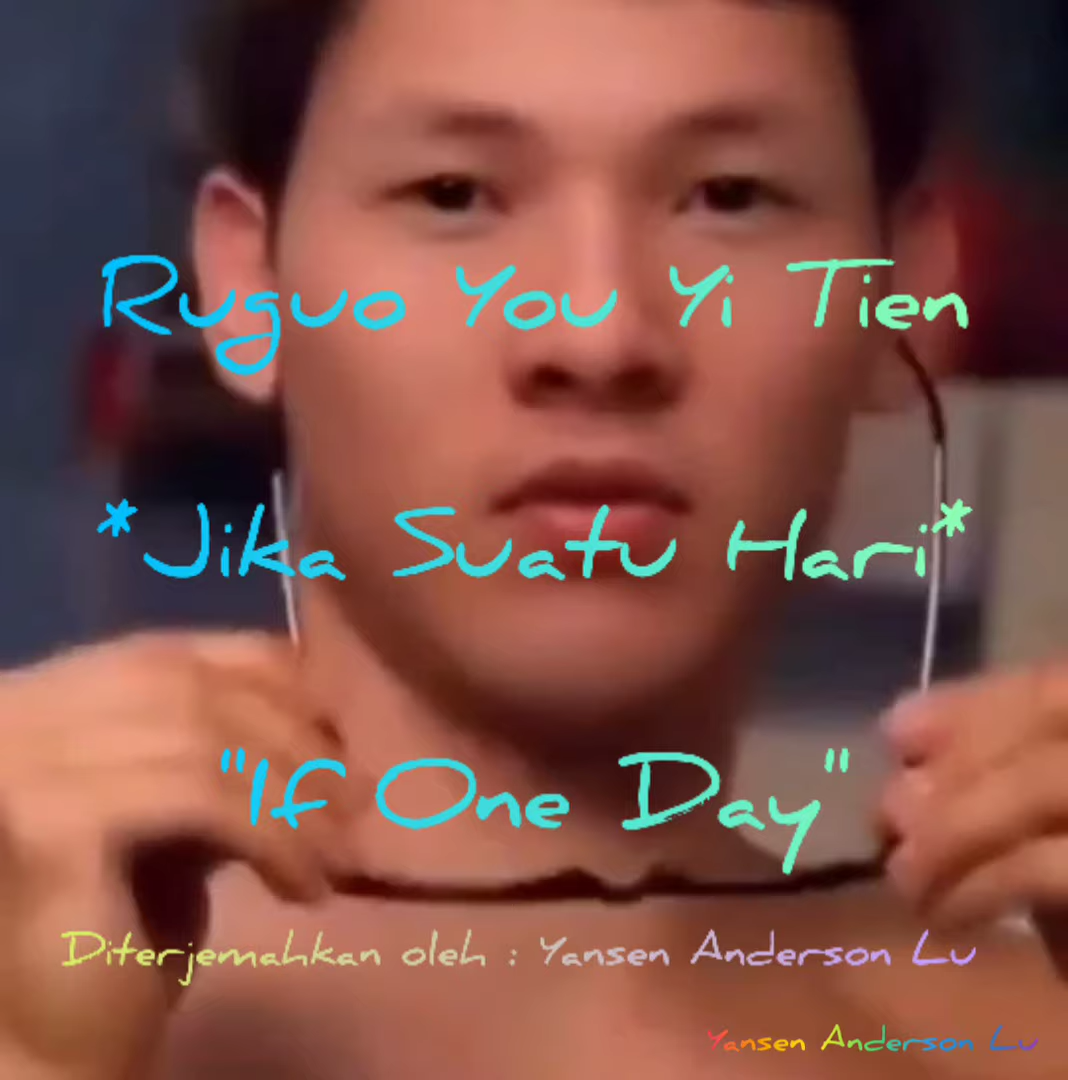 Ruguo You Yi Tien
*Jika Suatu Hari*
"If One Day"
Diterjemahkan oleh : Yansen Anderson Lu
Yansen Anderson Lu